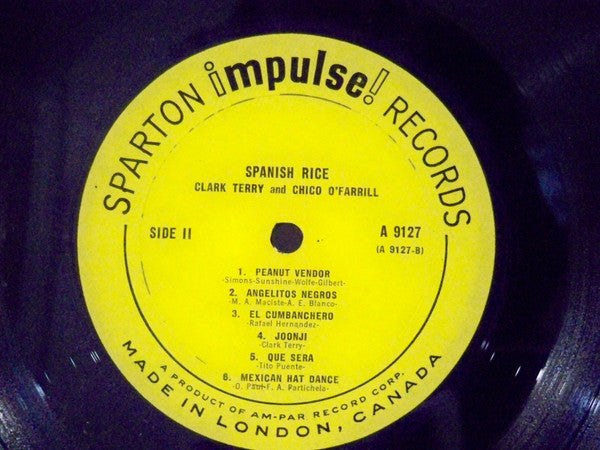 SPARTON impulse! RECORDS
SPANISH RICE
CLARK TERRY and CHICO O'FARRILL
SIDE II
A 9127
(A 9127-B)
1. PEANUT VENDOR
-Simons-Sunshine-Wolfe-Gilbert-
2. ANGELITOS NEGROS
-M. A. Maciste-A. E. Blanco-
3. EL CUMBANCHERO
-Rafael Hernandez-
4. JOONJI
-Clark Terry-
5. QUE SERA
-Tito Puente-
6. MEXICAN HAT DANCE
-D. Paul-F. A. Partichela-
A PRODUCT OF AM-PAR RECORD CORP.
MADE IN LONDON, CANADA